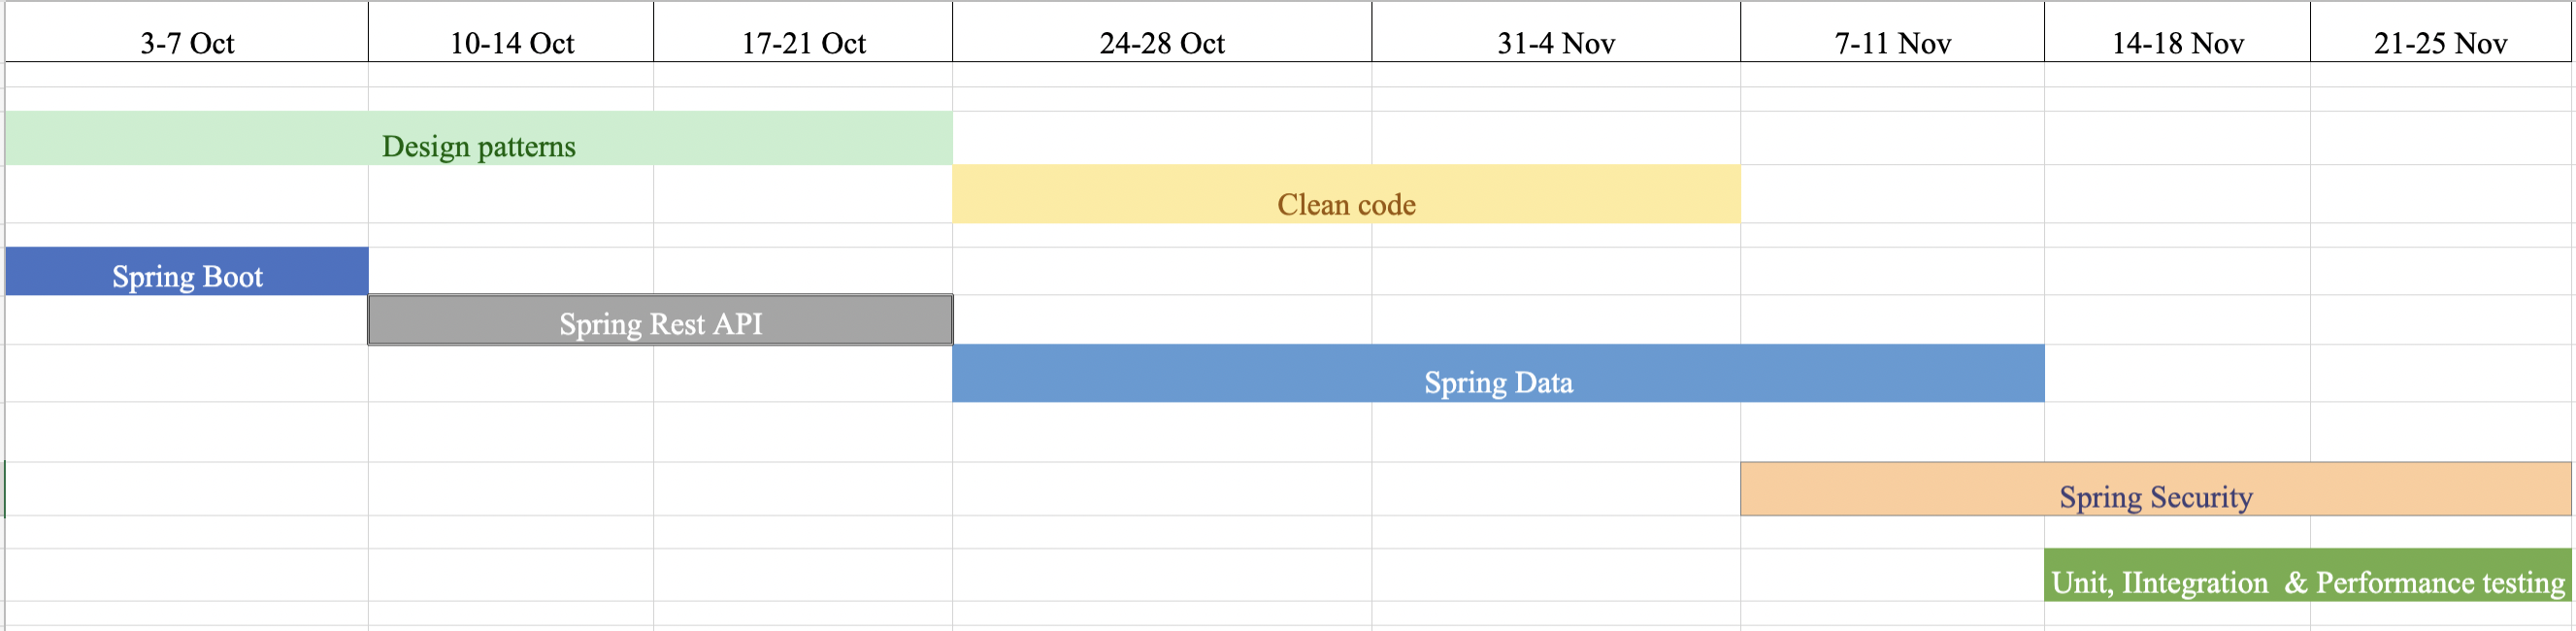 3-7 Oct
10-14 Oct
17-21 Oct
24-28 Oct
31-4 Nov
7-11 Nov
14-18 Nov
21-25 Nov
Design patterns
Clean code
Spring Boot
Spring Rest API
Spring Data
Spring Security
Unit, IIntegration  & Performance testing